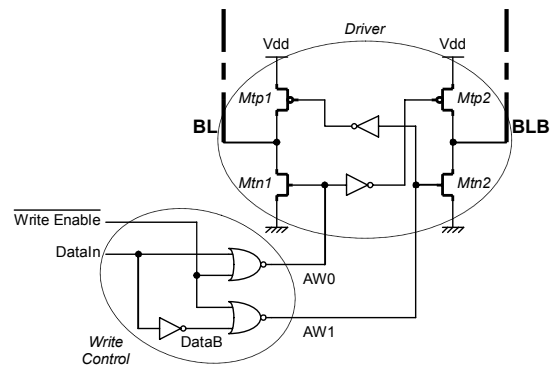 Driver
Vdd
Vdd
Mtp1
Mtp2
BL
BLB
Mtn1
Mtn2
Write Enable
DataIn
AW0
AW1
DataB
Write
Control